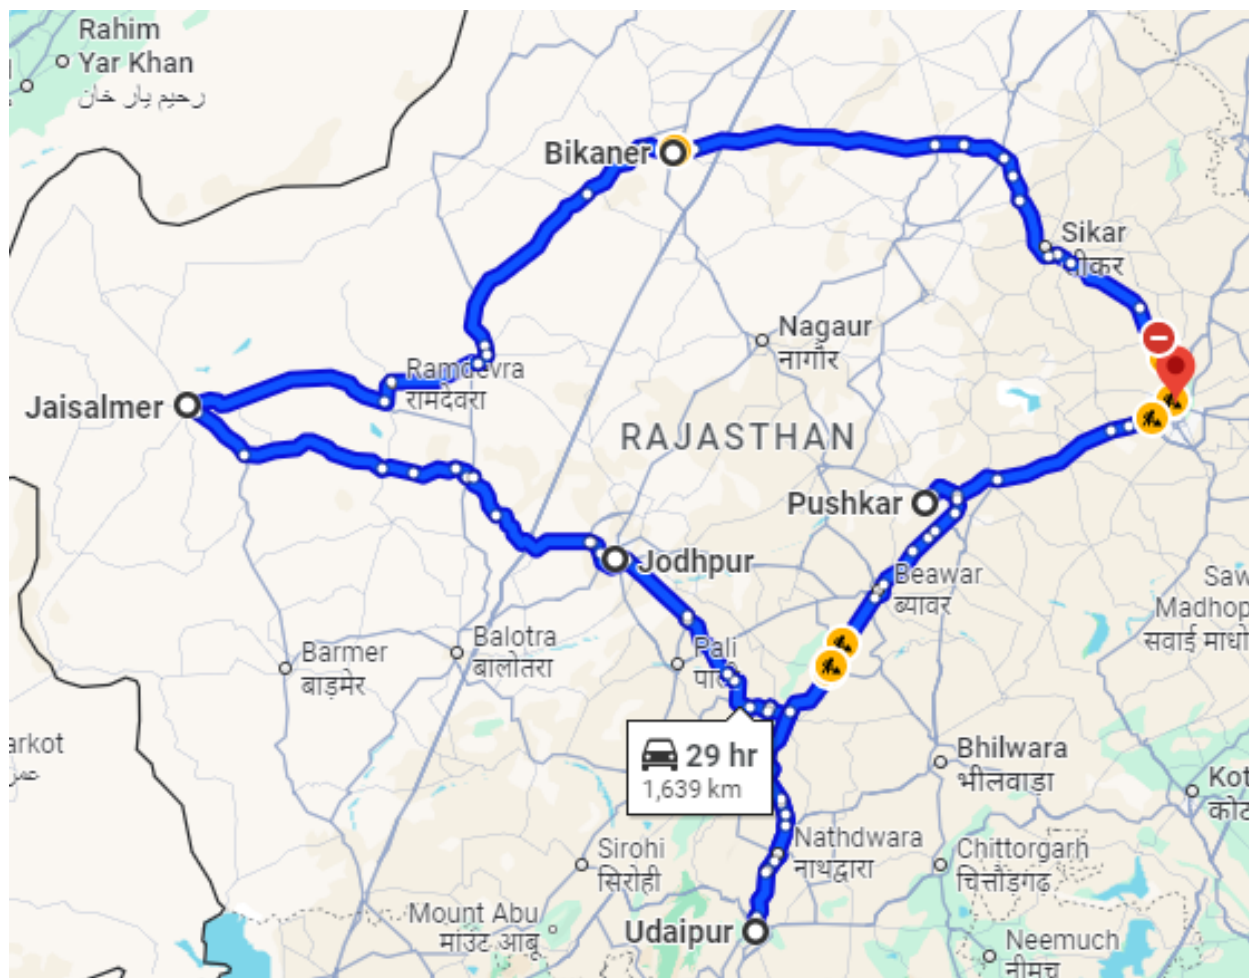 Rahim
Yar Khan
رحیم یار خان
Bikaner
Sikar
Nagaur
नागौर
Ramdevra
रामदेवरा
Jaisalmer
RAJASTHAN
Pushkar
Jodhpur
Beawar
ब्यावर
Madhop
सवाई माधो
Balotra
बालोतरा
Pali
Barmer
बाड़मेर
29 hr
1,639 km
Bhilwara
भीलवाड़ा
Kot
कोट
arkot
عمر
Nathdwara
नाथद्वारा
Sirohi
सिरोही
Chittorgarh
चित्तौड़गढ़
Mount Abu
माउंट आबू
Udaipur
Neemuch
नीमच